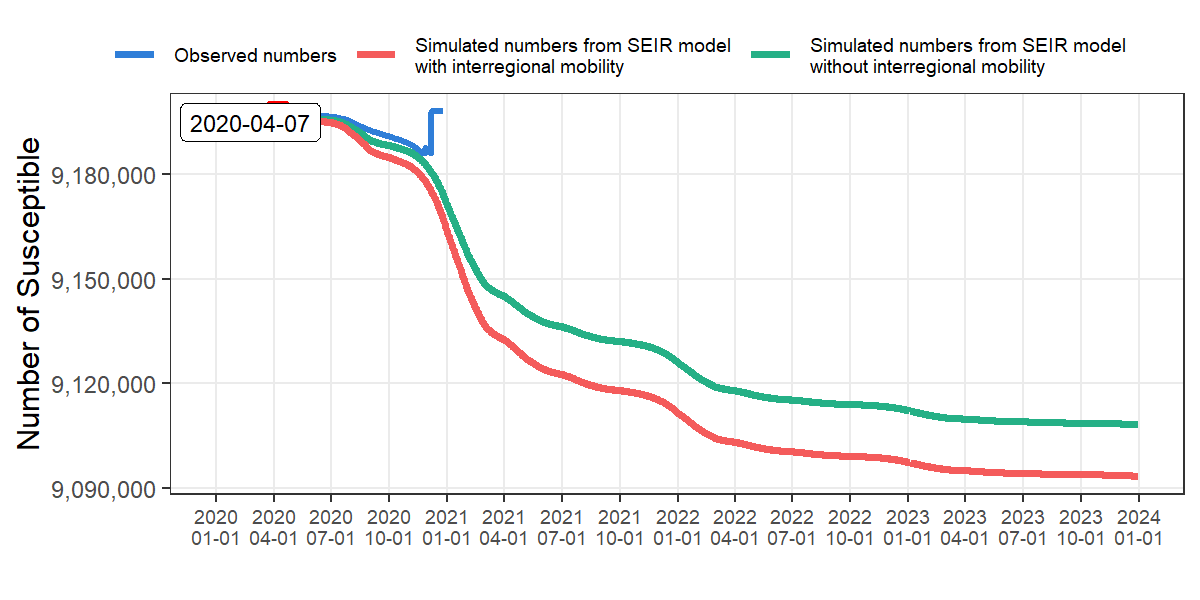 Observed numbers
Simulated numbers from SEIR model
with interregional mobility
Simulated numbers from SEIR model
without interregional mobility
2020-04-07
Number of Susceptible
9,180,000
9,150,000
9,120,000
9,090,000
2020 2020 2020 2020 2021 2021 2021 2021 2022 2022 2022 2022 2023 2023 2023 2023 2024
01-01 04-01 07-01 10-01 01-01 04-01 07-01 10-01 01-01 04-01 07-01 10-01 01-01 04-01 07-01 10-01 01-01